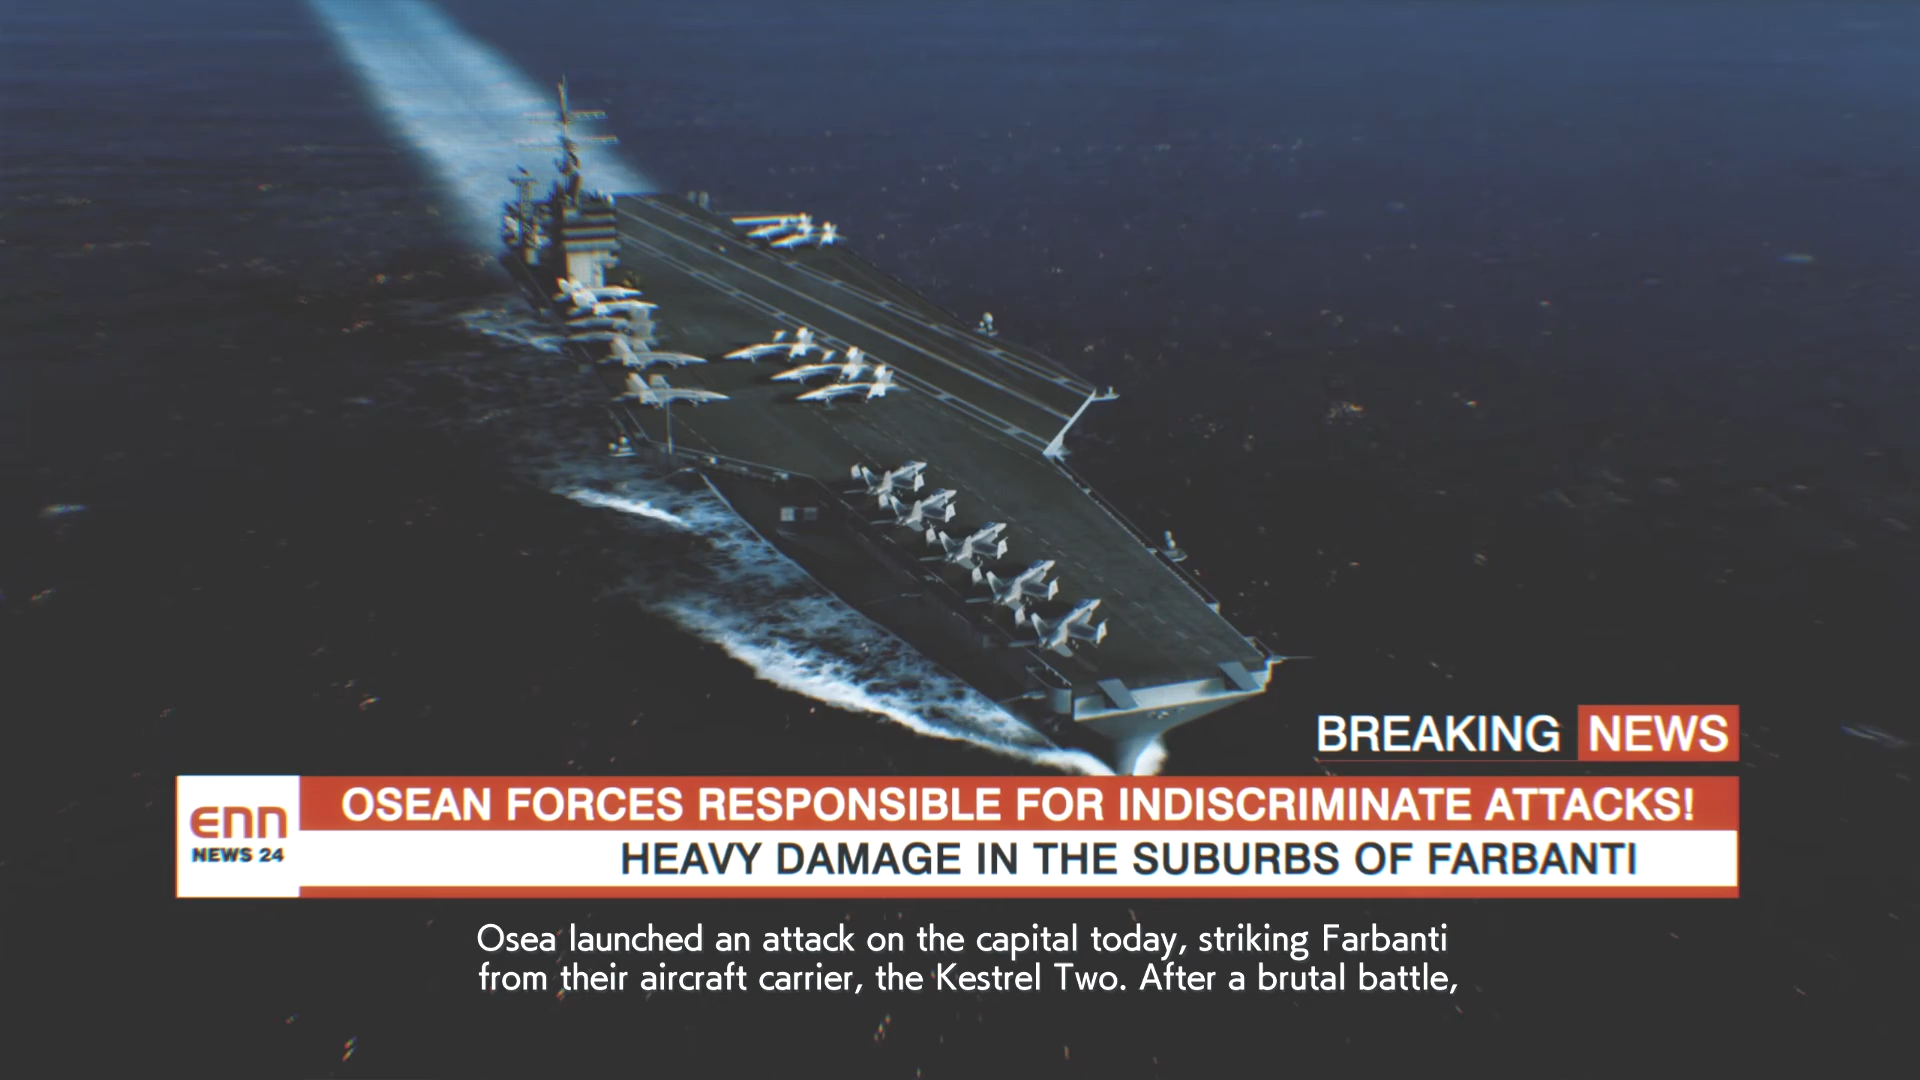 BREAKING NEWS
enn
NEWS 24
OSEAN FORCES RESPONSIBLE FOR INDISCRIMINATE ATTACKS!
HEAVY DAMAGE IN THE SUBURBS OF FARBANTI
Osea launched an attack on the capital today, striking Farbanti
from their aircraft carrier, the Kestrel Two. After a brutal battle,